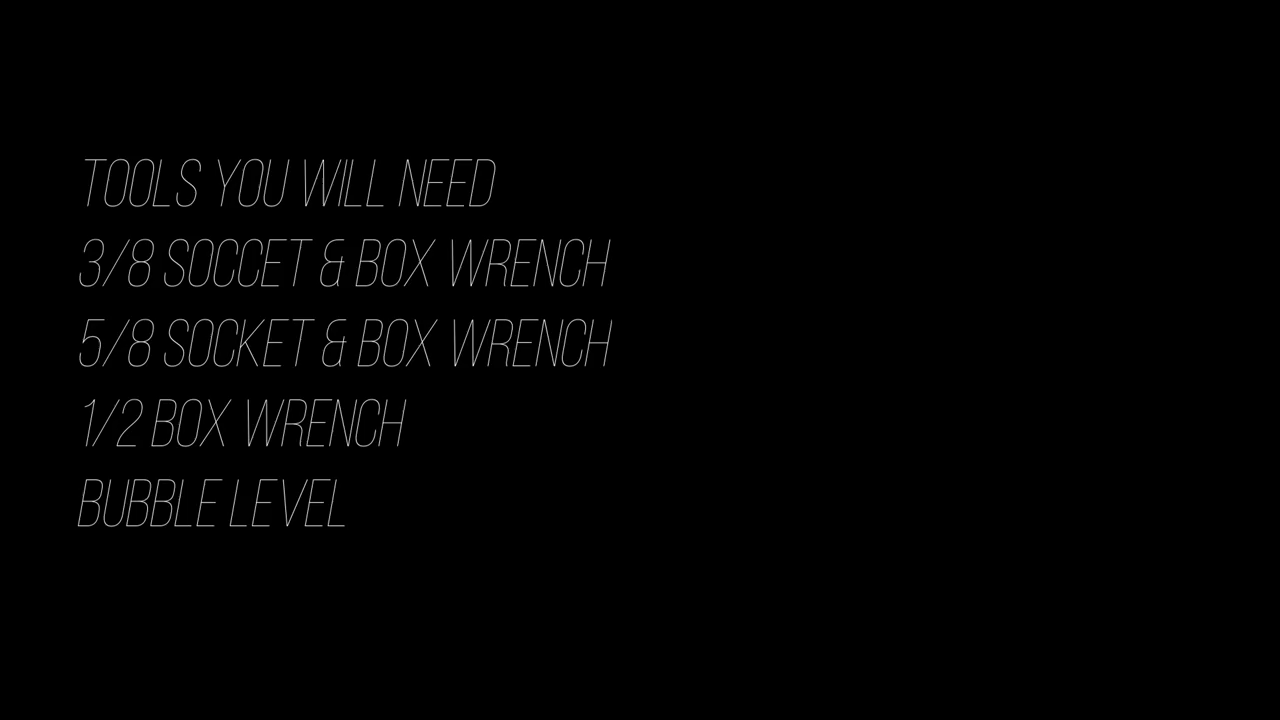 TOOLS YOU WILL NEED
3/8 SOCCET & BOX WRENCH
5/8 SOCKET & BOX WRENCH
1/2 BOX WRENCH
BUBBLE LEVEL